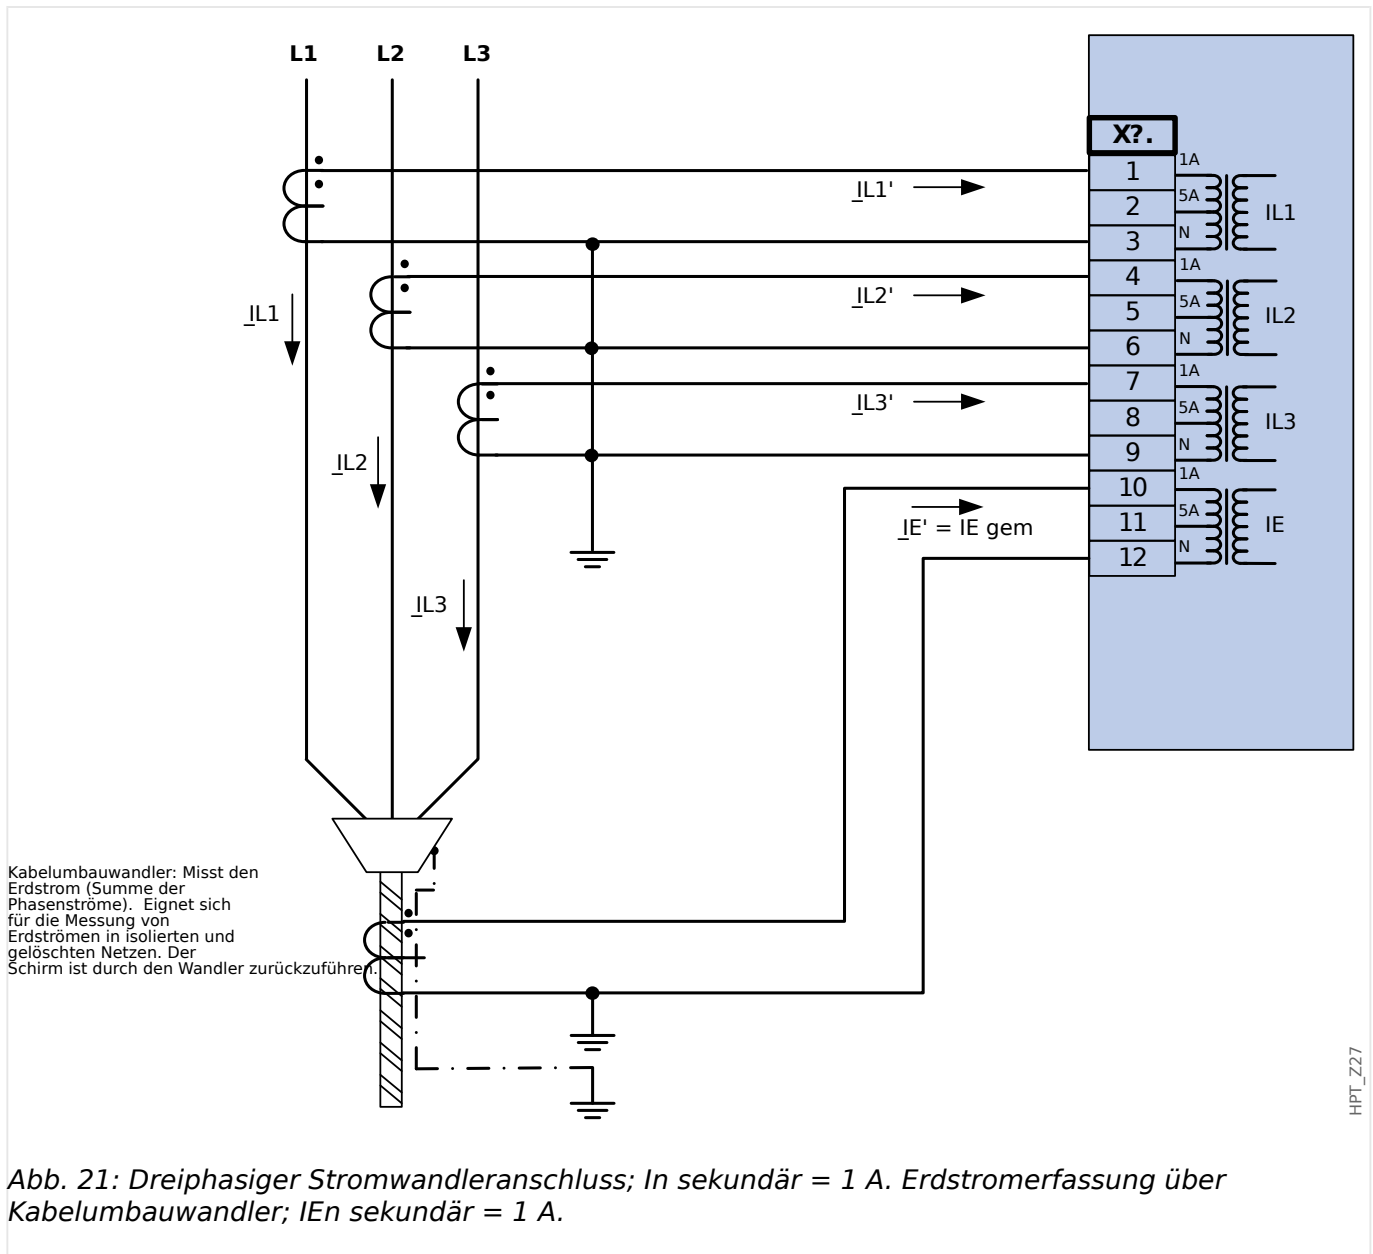 L1 L2 L3
X?.
1
2
3
4
5
6
7
8
9
10
11
12
1A
5A
N
IL1
1A
5A
N
IL2
1A
5A
N
IL3
1A
5A
N
IE
_IL1'
_IL2'
_IL3'
_IE' = IE gem
_IL1
_IL2
_IL3
Kabelumbauwandler: Misst den
Erdstrom (Summe der
Phasenströme).  Eignet sich
für die Messung von
Erdströmen in isolierten und
gelöschten Netzen. Der
Schirm ist durch den Wandler zurückzuführen.
HPT_Z27
Abb. 21: Dreiphasiger Stromwandleranschluss; In sekundär = 1 A. Erdstromerfassung über
Kabelumbauwandler; IEn sekundär = 1 A.